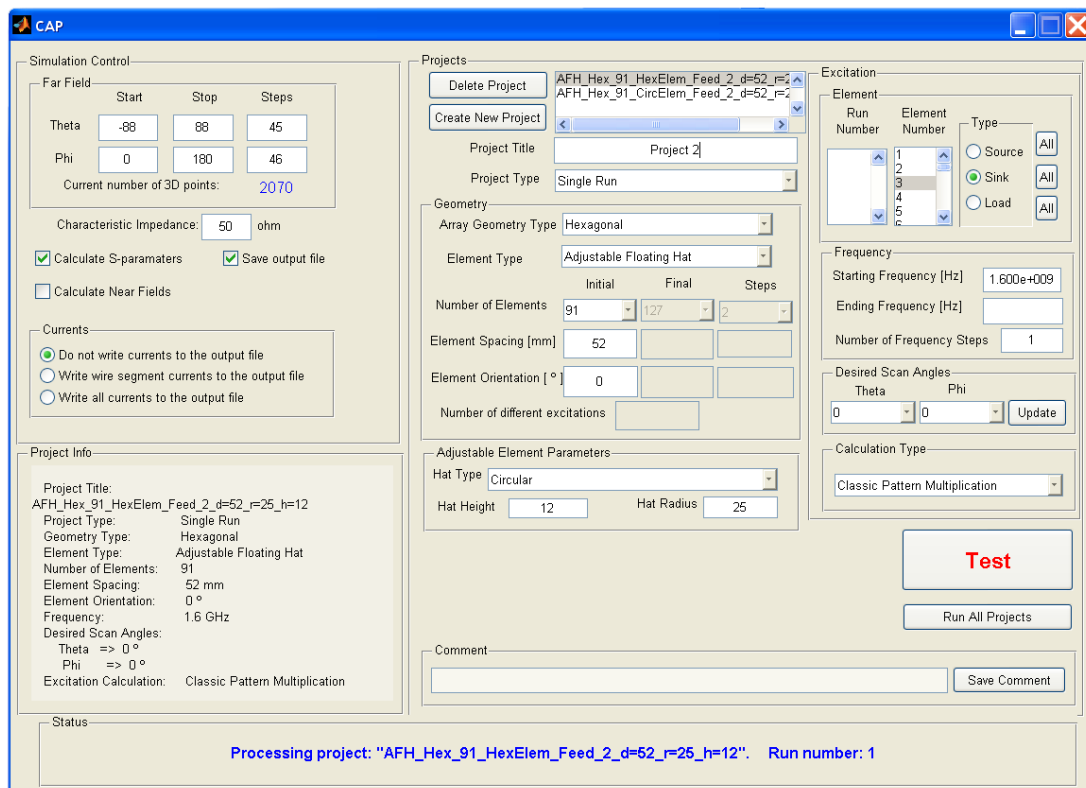 CAP
Simulation Control
Far Field
Start Stop Steps
Theta -88 88 45
Phi 0 180 46
Current number of 3D points: 2070
Characteristic Impedance: 50 ohm
Calculate S-paramaters Save output file
Calculate Near Fields
Currents
Do not write currents to the output file
Write wire segment currents to the output file
Write all currents to the output file
Project Info
Project Title:
AFH_Hex_91_HexElem_Feed_2_d=52_r=25_h=12
Project Type: Single Run
Geometry Type: Hexagonal
Element Type: Adjustable Floating Hat
Number of Elements: 91
Element Spacing: 52 mm
Element Orientation: 0 º
Frequency: 1.6 GHz
Desired Scan Angles:
Theta => 0 º
Phi => 0 º
Excitation Calculation: Classic Pattern Multiplication
Projects
Delete Project
Create New Project
AFH_Hex_91_HexElem_Feed_2_d=52_r=2
AFH_Hex_91_CircElem_Feed_2_d=52_r=2
Project Title Project 2
Project Type Single Run
Geometry
Array Geometry Type Hexagonal
Element Type Adjustable Floating Hat
Initial Final Steps
Number of Elements 91 127 2
Element Spacing [mm] 52
Element Orientation [ º ] 0
Number of different excitations
Adjustable Element Parameters
Hat Type Circular
Hat Height 12 Hat Radius 25
Excitation
Element
Run Number
Element Number
1
2
3
4
5
6
Type
Source All
Sink All
Load All
Frequency
Starting Frequency [Hz] 1.600e+009
Ending Frequency [Hz]
Number of Frequency Steps 1
Desired Scan Angles
Theta Phi
0 0 Update
Calculation Type
Classic Pattern Multiplication
Test
Run All Projects
Comment
Save Comment
Status
Processing project: "AFH_Hex_91_HexElem_Feed_2_d=52_r=25_h=12". Run number: 1